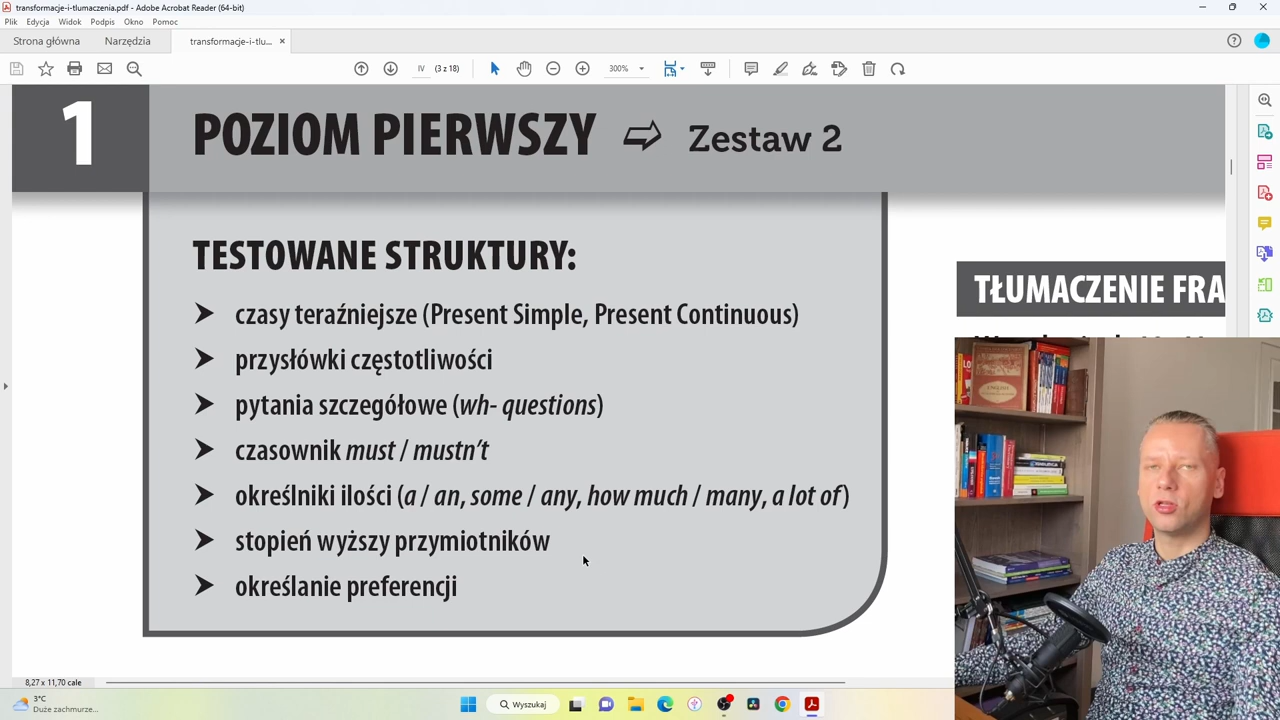 transformacje-i-tlumaczenia.pdf - Adobe Acrobat Reader (64-bit)
Plik Edycja Widok Podpis Okno Pomoc
Strona główna Narzędzia transformacje-i-tlu...
IV (3 z 18) 300%
1 POZIOM PIERWSZY ⇨ Zestaw 2
TESTOWANE STRUKTURY:
➤ czasy teraźniejsze (Present Simple, Present Continuous)
➤ przysłówki częstotliwości
➤ pytania szczegółowe (wh- questions)
➤ czasownik must / mustn't
➤ określniki ilości (a / an, some / any, how much / many, a lot of)
➤ stopień wyższy przymiotników
➤ określanie preferencji
TŁUMACZENIE FRA
8,27 x 11,70 cale
3°C
Duże zachmurze...
Wyszukaj